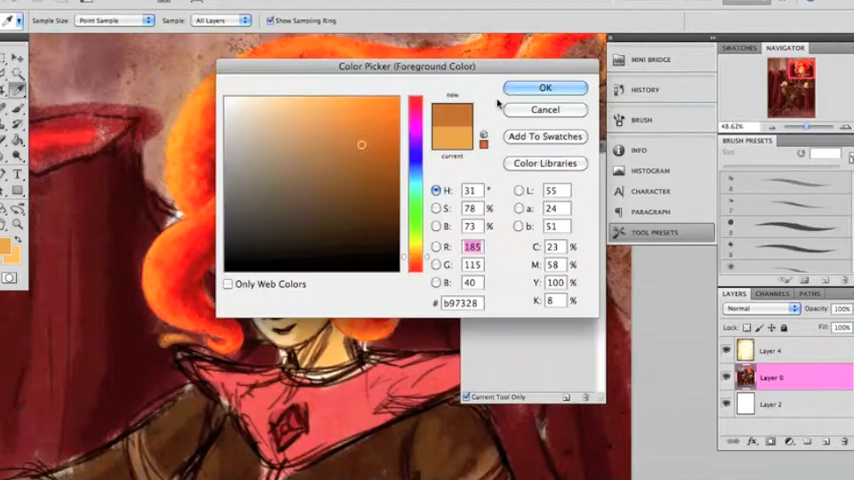 Sample Size: Point Sample Sample: All Layers Show Sampling Ring
Color Picker (Foreground Color)
new
current
OK
Cancel
Add To Swatches
Color Libraries
H: 31 °
S: 78 %
B: 73 %
R: 185
G: 115
B: 40
# b97328
L: 55
a: 24
b: 51
C: 23 %
M: 58 %
Y: 100 %
K: 8 %
Only Web Colors
Current Tool Only
MINI BRIDGE
HISTORY
BRUSH
INFO
HISTOGRAM
CHARACTER
PARAGRAPH
TOOL PRESETS
SWATCHES NAVIGATOR
48.62%
BRUSH PRESETS
Size:
LAYERS CHANNELS PATHS
Normal Opacity: 100%
Lock: Fill: 100%
Layer 4
Layer 0
Layer 2